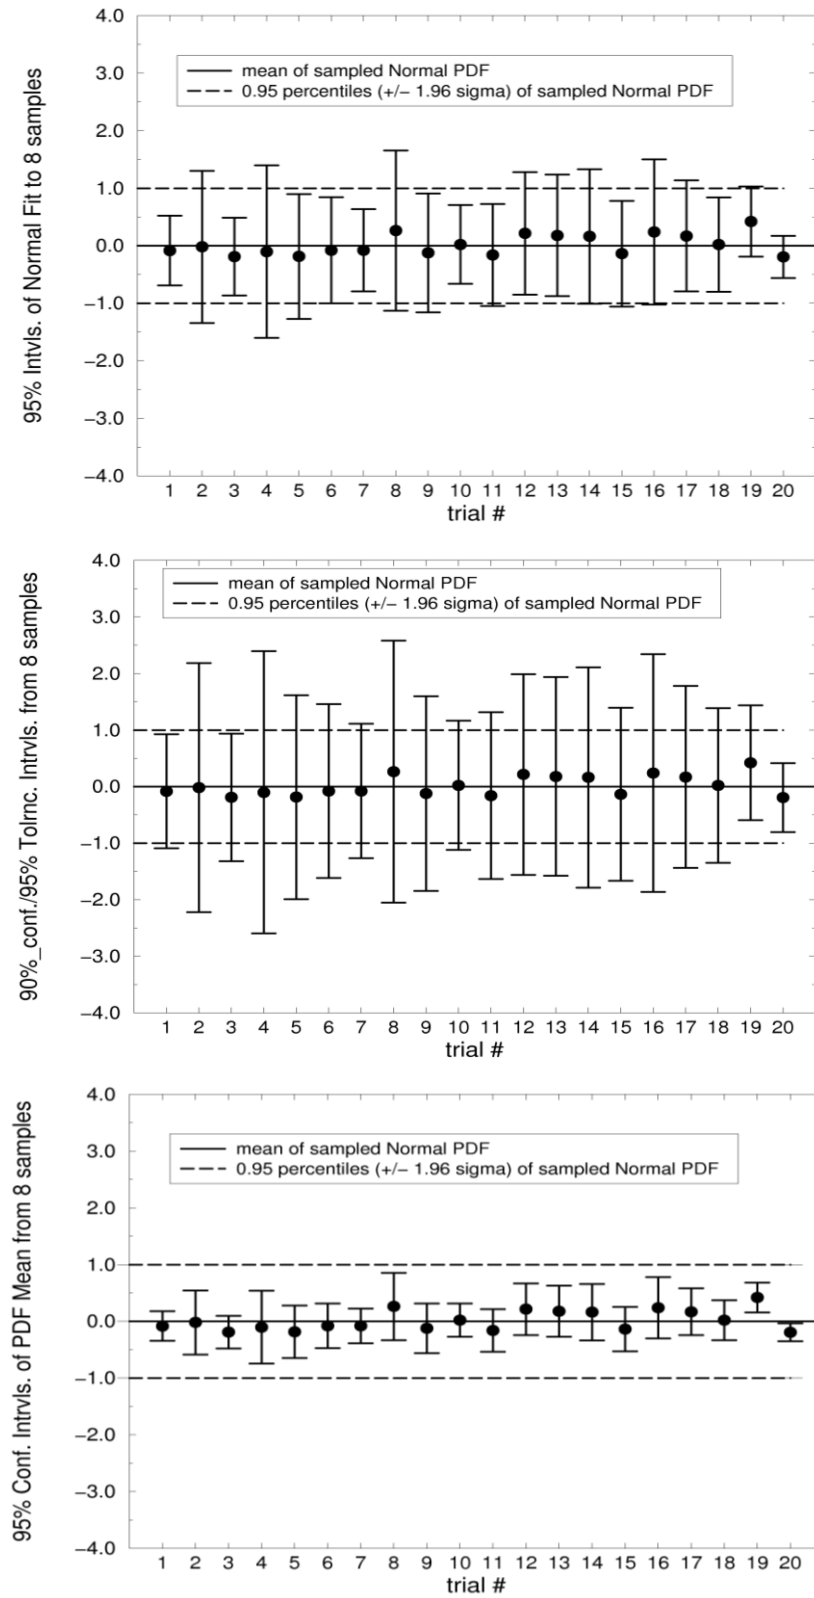 95% Intvls. of Normal Fit to 8 samples
4.0
3.0
2.0
1.0
0.0
−1.0
−2.0
−3.0
−4.0
mean of sampled Normal PDF
0.95 percentiles (+/− 1.96 sigma) of sampled Normal PDF
1 2 3 4 5 6 7 8 9 10 11 12 13 14 15 16 17 18 19 20
trial #
90%_conf./95% Tolrnc. Intrvls. from 8 samples
4.0
3.0
2.0
1.0
0.0
−1.0
−2.0
−3.0
−4.0
mean of sampled Normal PDF
0.95 percentiles (+/− 1.96 sigma) of sampled Normal PDF
1 2 3 4 5 6 7 8 9 10 11 12 13 14 15 16 17 18 19 20
trial #
95% Conf. Intrvls. of PDF Mean from 8 samples
4.0
3.0
2.0
1.0
0.0
−1.0
−2.0
−3.0
−4.0
mean of sampled Normal PDF
0.95 percentiles (+/− 1.96 sigma) of sampled Normal PDF
1 2 3 4 5 6 7 8 9 10 11 12 13 14 15 16 17 18 19 20
trial #